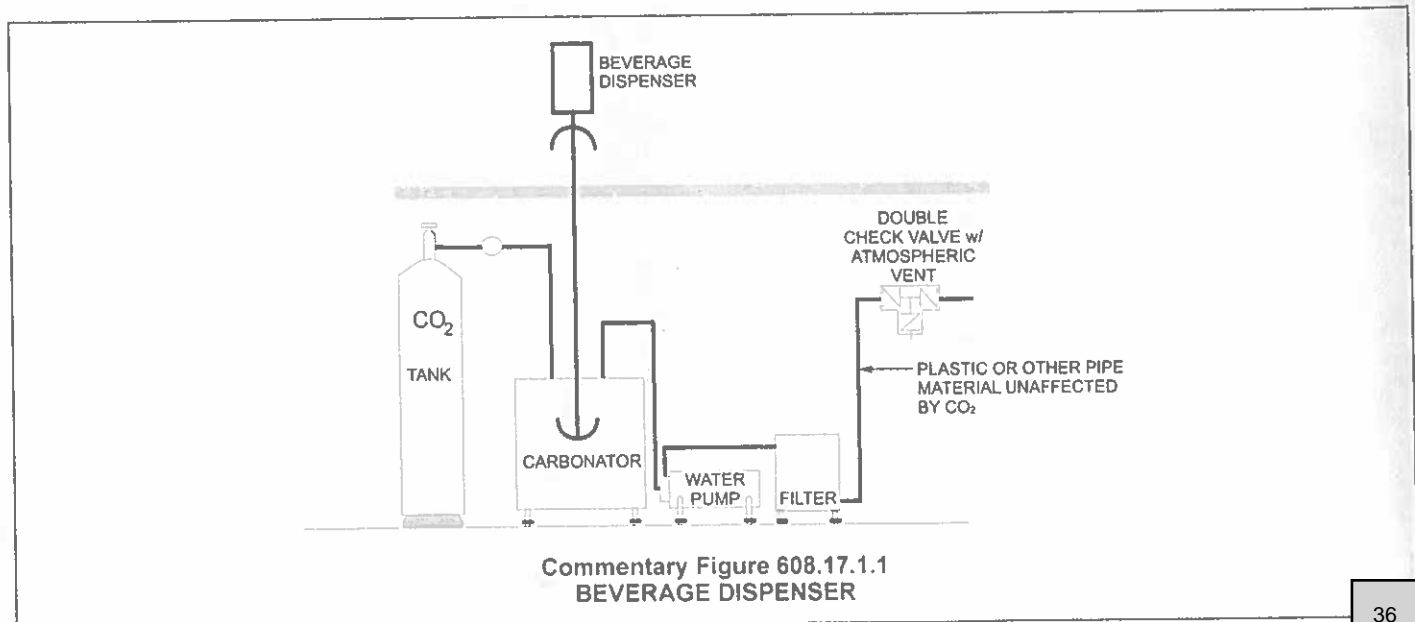 BEVERAGE
DISPENSER
DOUBLE
CHECK VALVE w/
ATMOSPHERIC
VENT
CO₂
TANK
PLASTIC OR OTHER PIPE
MATERIAL UNAFFECTED
BY CO₂
CARBONATOR
WATER
PUMP
FILTER
Commentary Figure 608.17.1.1
BEVERAGE DISPENSER
36